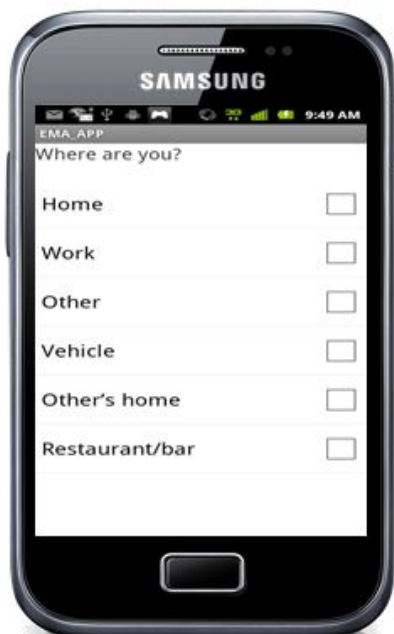 SAMSUNG
9:49 AM
EMA_APP
Where are you?
Home
Work
Other
Vehicle
Other's home
Restaurant/bar